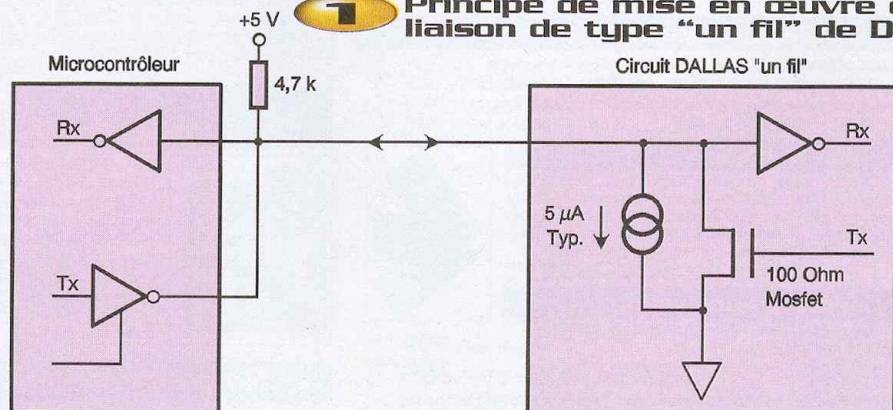 1
Principe de mise en œuvre
liaison de type “un fil” de D
+5 V
Microcontrôleur
4,7 k
Circuit DALLAS "un fil"
Rx
Rx
5 µA
Typ.
Tx
Tx
100 Ohm
Mosfet